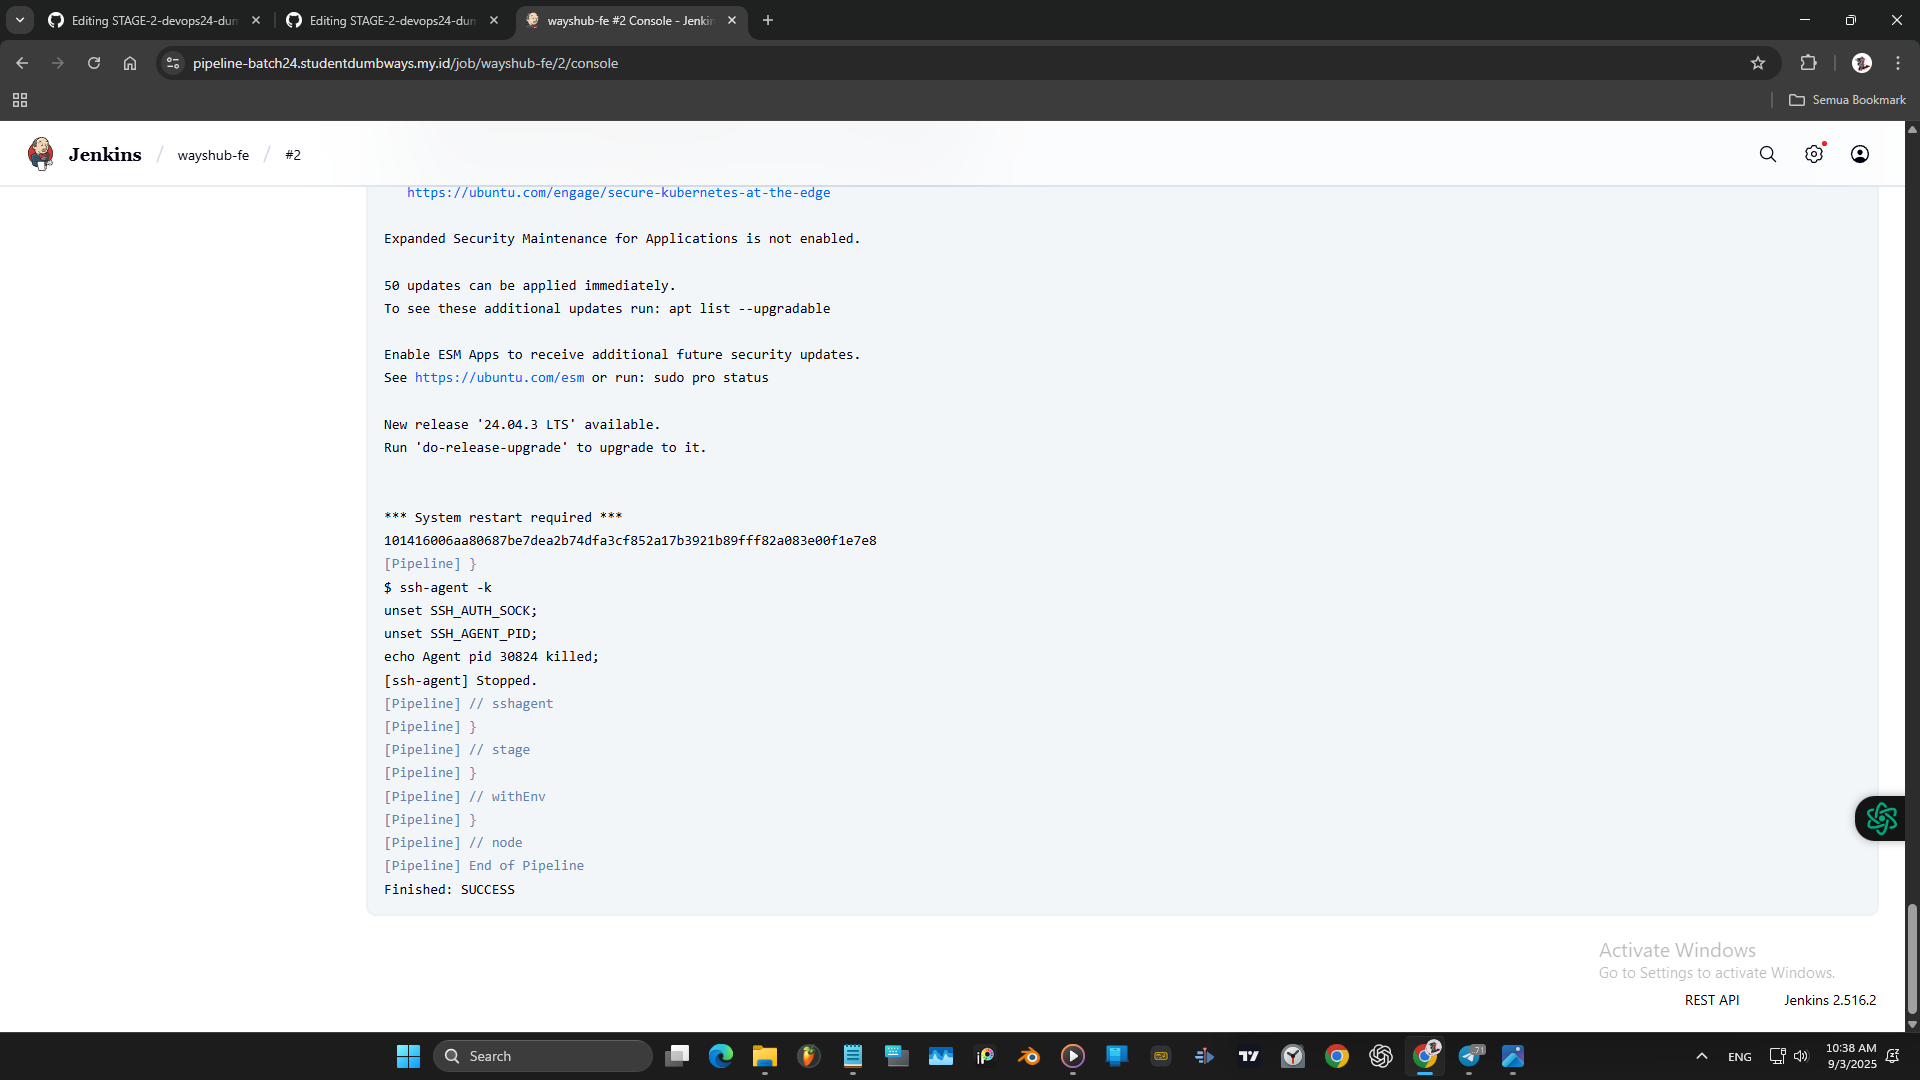 Editing STAGE-2-devops24-dum
Editing STAGE-2-devops24-dum
wayshub-fe #2 Console - Jenkin
pipeline-batch24.studentdumbways.my.id/job/wayshub-fe/2/console
Semua Bookmark
Jenkins / wayshub-fe / #2
https://ubuntu.com/engage/secure-kubernetes-at-the-edge
Expanded Security Maintenance for Applications is not enabled.
50 updates can be applied immediately.
To see these additional updates run: apt list --upgradable
Enable ESM Apps to receive additional future security updates.
See https://ubuntu.com/esm or run: sudo pro status
New release '24.04.3 LTS' available.
Run 'do-release-upgrade' to upgrade to it.
*** System restart required ***
101416006aa80687be7dea2b74dfa3cf852a17b3921b89fff82a083e00f1e7e8
[Pipeline] }
$ ssh-agent -k
unset SSH_AUTH_SOCK;
unset SSH_AGENT_PID;
echo Agent pid 30824 killed;
[ssh-agent] Stopped.
[Pipeline] // sshagent
[Pipeline] }
[Pipeline] // stage
[Pipeline] }
[Pipeline] // withEnv
[Pipeline] }
[Pipeline] // node
[Pipeline] End of Pipeline
Finished: SUCCESS
Activate Windows
Go to Settings to activate Windows.
REST API
Jenkins 2.516.2
Search
71
ENG
10:38 AM
9/3/2025